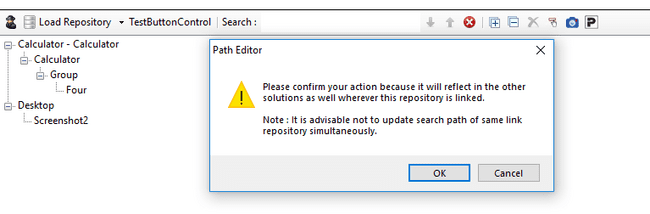 Load Repository TestButtonControl Search :
Calculator - Calculator
Calculator
Group
Four
Desktop
Screenshot2
Path Editor
Please confirm your action because it will reflect in the other
solutions as well wherever this repository is linked.
Note : It is advisable not to update search path of same link
repository simultaneously.
OK Cancel